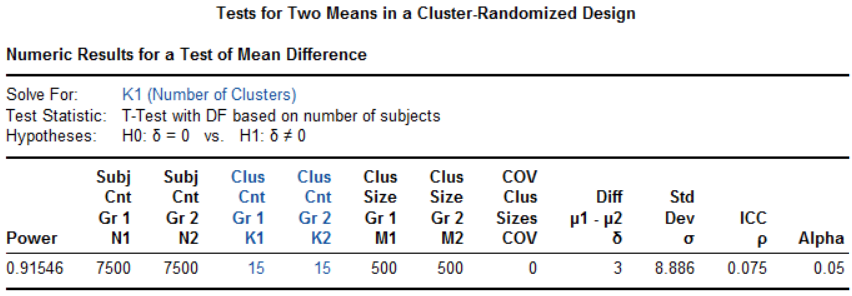 Tests for Two Means in a Cluster-Randomized Design
Numeric Results for a Test of Mean Difference
Solve For: K1 (Number of Clusters)
Test Statistic: T-Test with DF based on number of subjects
Hypotheses: H0: δ = 0 vs. H1: δ ≠ 0
Subj Subj Clus Clus Clus Clus COV
Cnt Cnt Cnt Cnt Size Size Clus Diff Std
Gr 1 Gr 2 Gr 1 Gr 2 Gr 1 Gr 2 Sizes μ1 - μ2 Dev ICC
Power N1 N2 K1 K2 M1 M2 COV δ σ ρ Alpha
0.91546 7500 7500 15 15 500 500 0 3 8.886 0.075 0.05